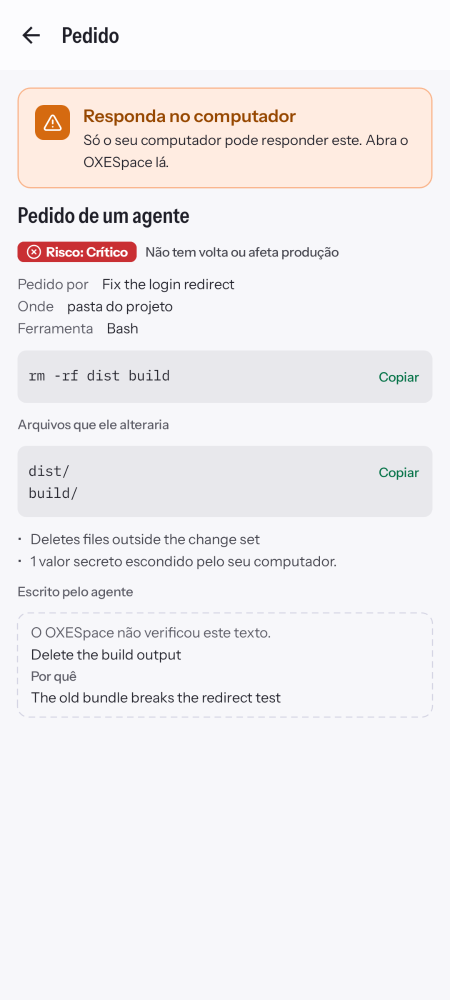 Pedido
Responda no computador
Só o seu computador pode responder este. Abra o
OXESpace lá.
Pedido de um agente
Risco: Crítico Não tem volta ou afeta produção
Pedido por Fix the login redirect
Onde pasta do projeto
Ferramenta Bash
rm -rf dist build Copiar
Arquivos que ele alteraria
dist/ Copiar
build/
• Deletes files outside the change set
• 1 valor secreto escondido pelo seu computador.
Escrito pelo agente
O OXESpace não verificou este texto.
Delete the build output
Por quê
The old bundle breaks the redirect test